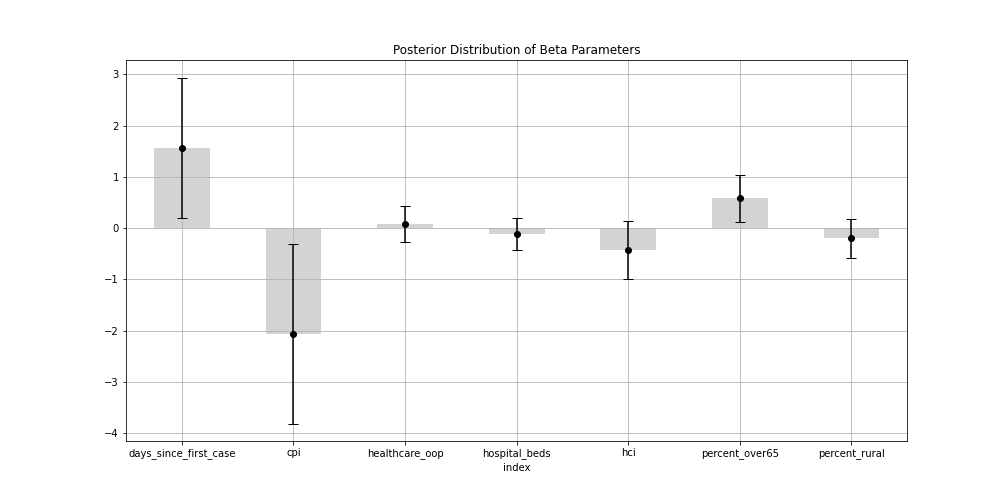 Posterior Distribution of Beta Parameters
3
2
1
0
−1
−2
−3
−4
days_since_first_case cpi healthcare_oop hospital_beds hci percent_over65 percent_rural
index